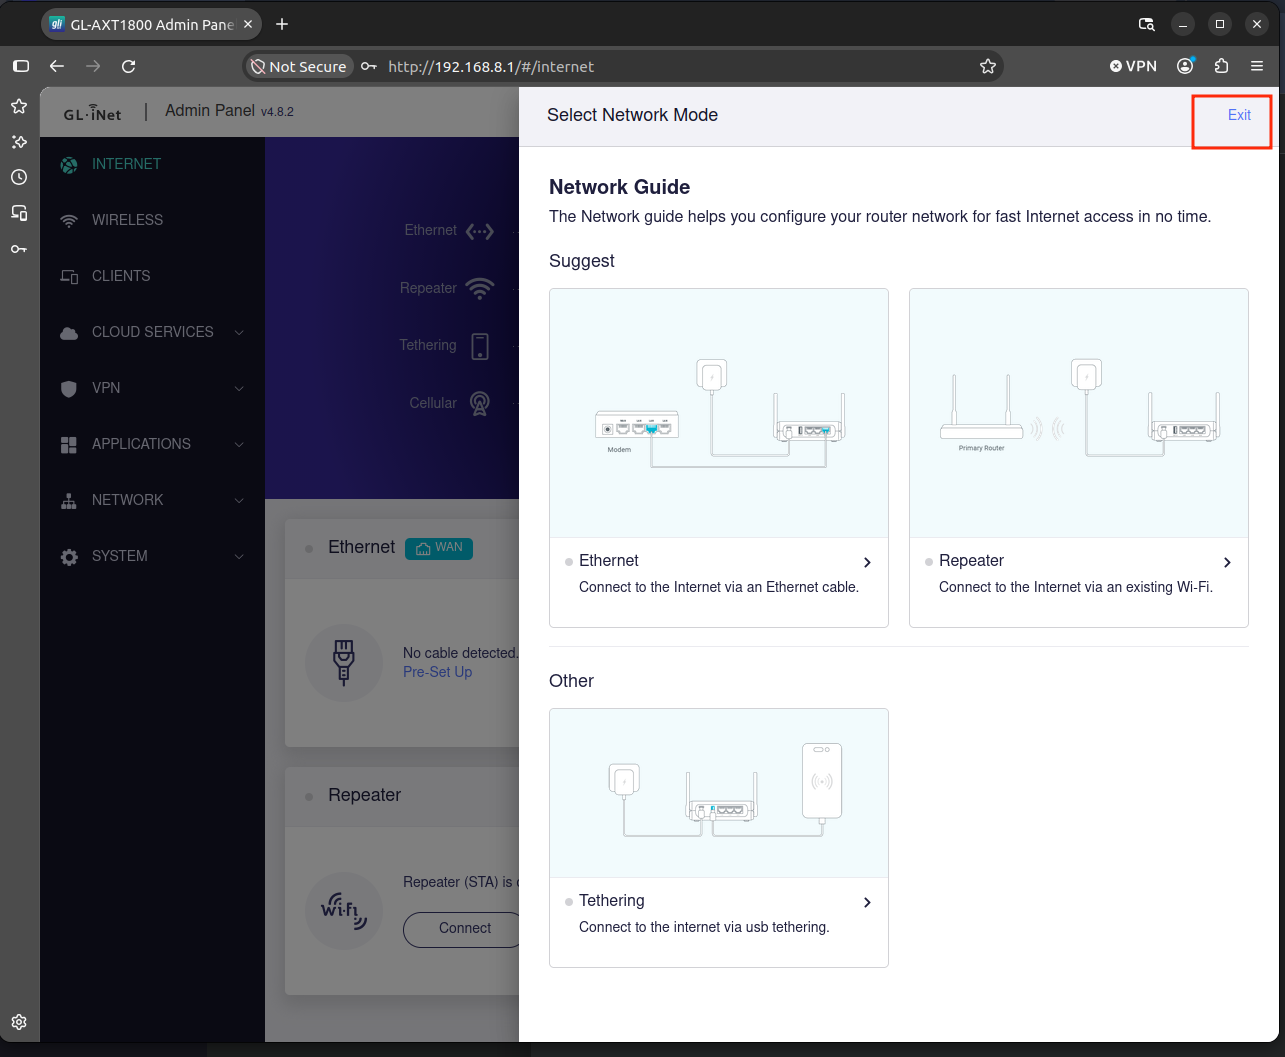 gli GL-AXT1800 Admin Pane
Not Secure
http://192.168.8.1/#/internet
VPN
GL·iNet
Admin Panel v4.8.2
INTERNET
WIRELESS
CLIENTS
CLOUD SERVICES
VPN
APPLICATIONS
NETWORK
SYSTEM
Ethernet
Repeater
Tethering
Cellular
Ethernet WAN
No cable detected.
Pre-Set Up
Repeater
Repeater (STA) is
Wi-Fi
Connect
Select Network Mode
Exit
Network Guide
The Network guide helps you configure your router network for fast Internet access in no time.
Suggest
Modem
Ethernet
Connect to the Internet via an Ethernet cable.
Primary Router
Repeater
Connect to the Internet via an existing Wi-Fi.
Other
Tethering
Connect to the internet via usb tethering.